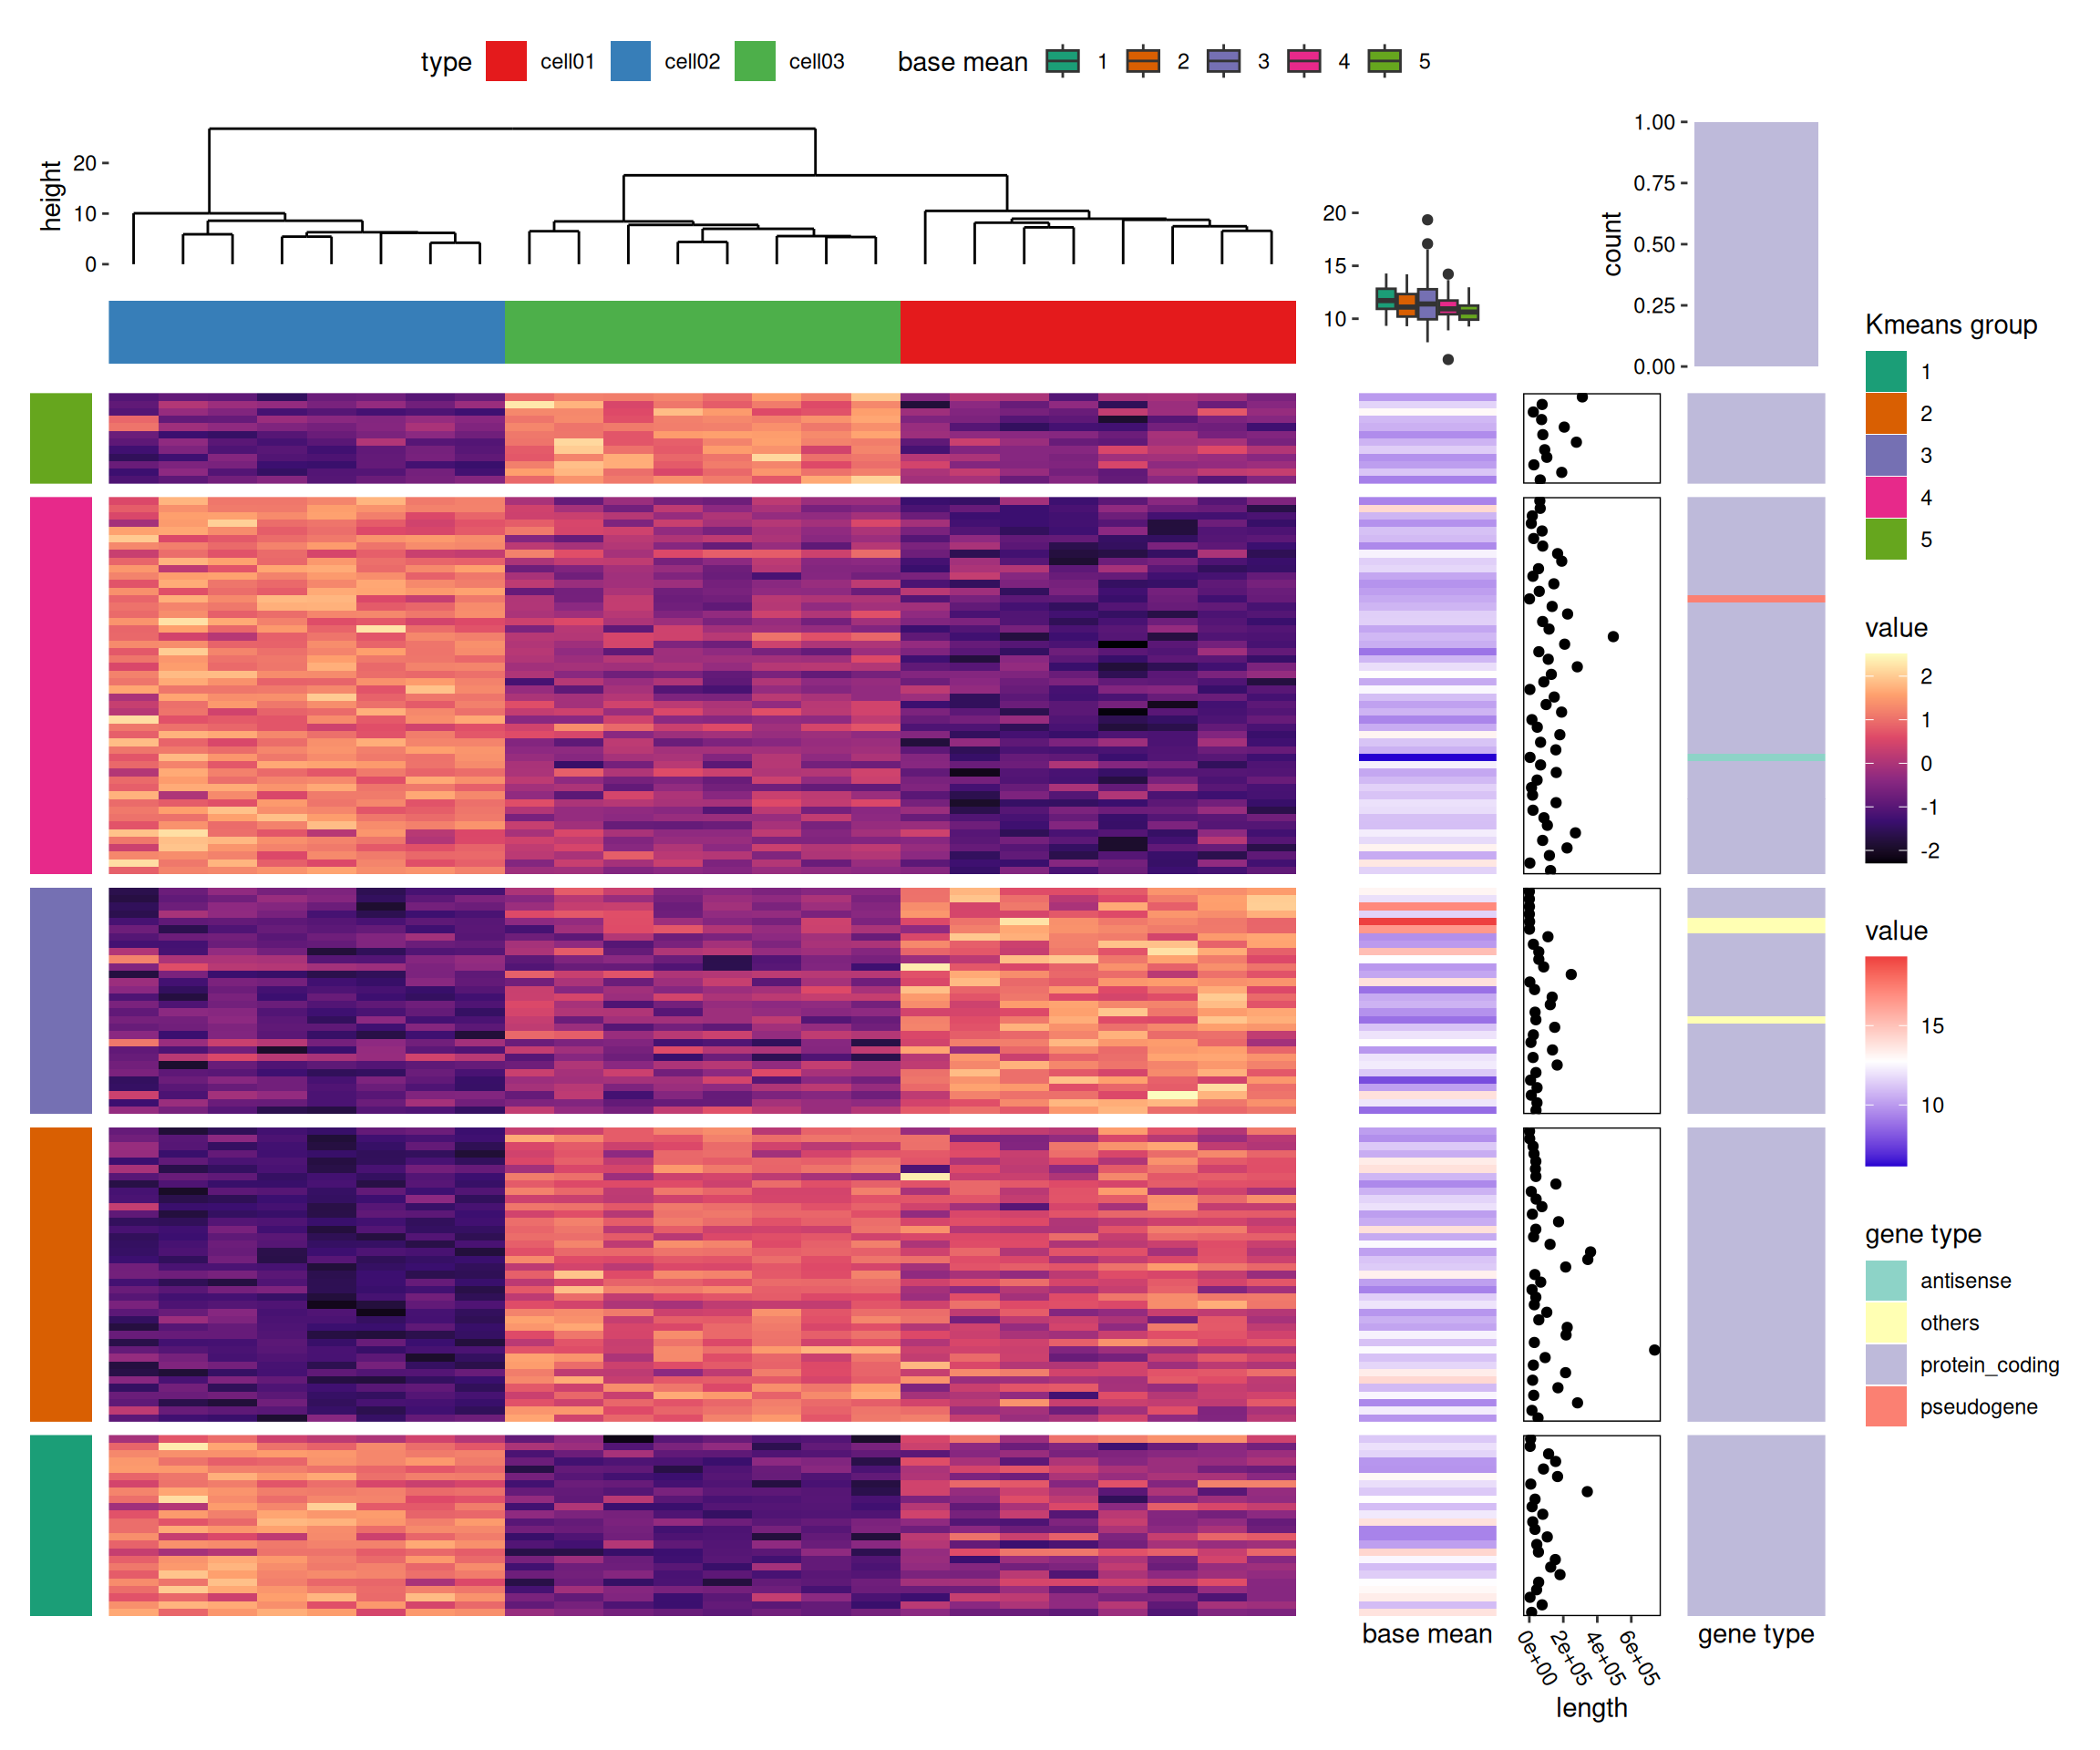 type cell01 cell02 cell03 base mean 1 2 3 4 5
height
20
10
0
20
15
10
count
1.00
0.75
0.50
0.25
0.00
Kmeans group
1
2
3
4
5
value
2
1
0
-1
-2
value
15
10
gene type
antisense
others
protein_coding
pseudogene
base mean
0e+00 2e+05 4e+05 6e+05
length
gene type